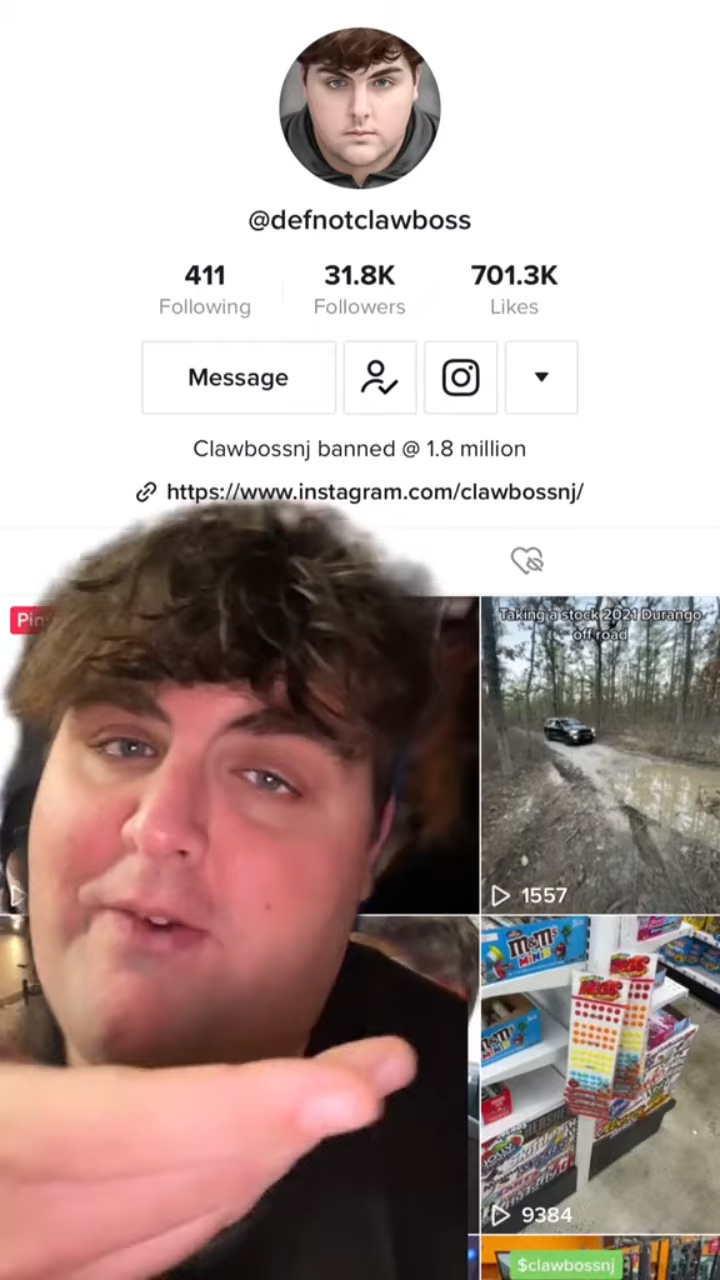 @defnotclawboss
411
Following
31.8K
Followers
701.3K
Likes
Message
Clawbossnj banned @ 1.8 million
https://www.instagram.com/clawbossnj/
Taking a stock 2021 Durango
off road
1557
m&m's
MINIS
m&m's
9384
$clawbossnj